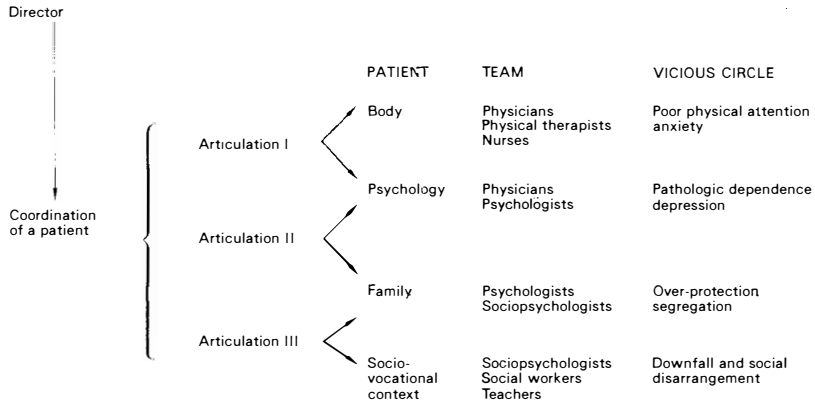 Director
PATIENT TEAM VICIOUS CIRCLE
Body Physicians Poor physical attention
Physical therapists anxiety
Nurses
Articulation I
Psychology Physicians Pathologic dependence
Psychologists depression
Coordination
of a patient
Articulation II
Family Psychologists Over-protection
Sociopsychologists segregation
Articulation III
Socio- Sociopsychologists Downfall and social
vocational Social workers disarrangement
context Teachers